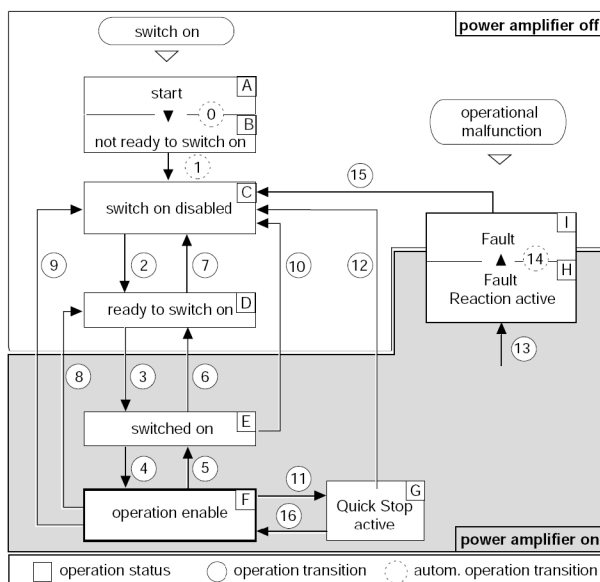 switch on
power amplifier off
A
start
0
B
not ready to switch on
1
operational
malfunction
15
C
switch on disabled
I
Fault
14
H
Fault
Reaction active
9
2
7
10
12
D
ready to switch on
13
8
3
6
E
switched on
4
5
11
G
F
operation enable
Quick Stop
active
16
power amplifier on
operation status
operation transition
autom. operation transition